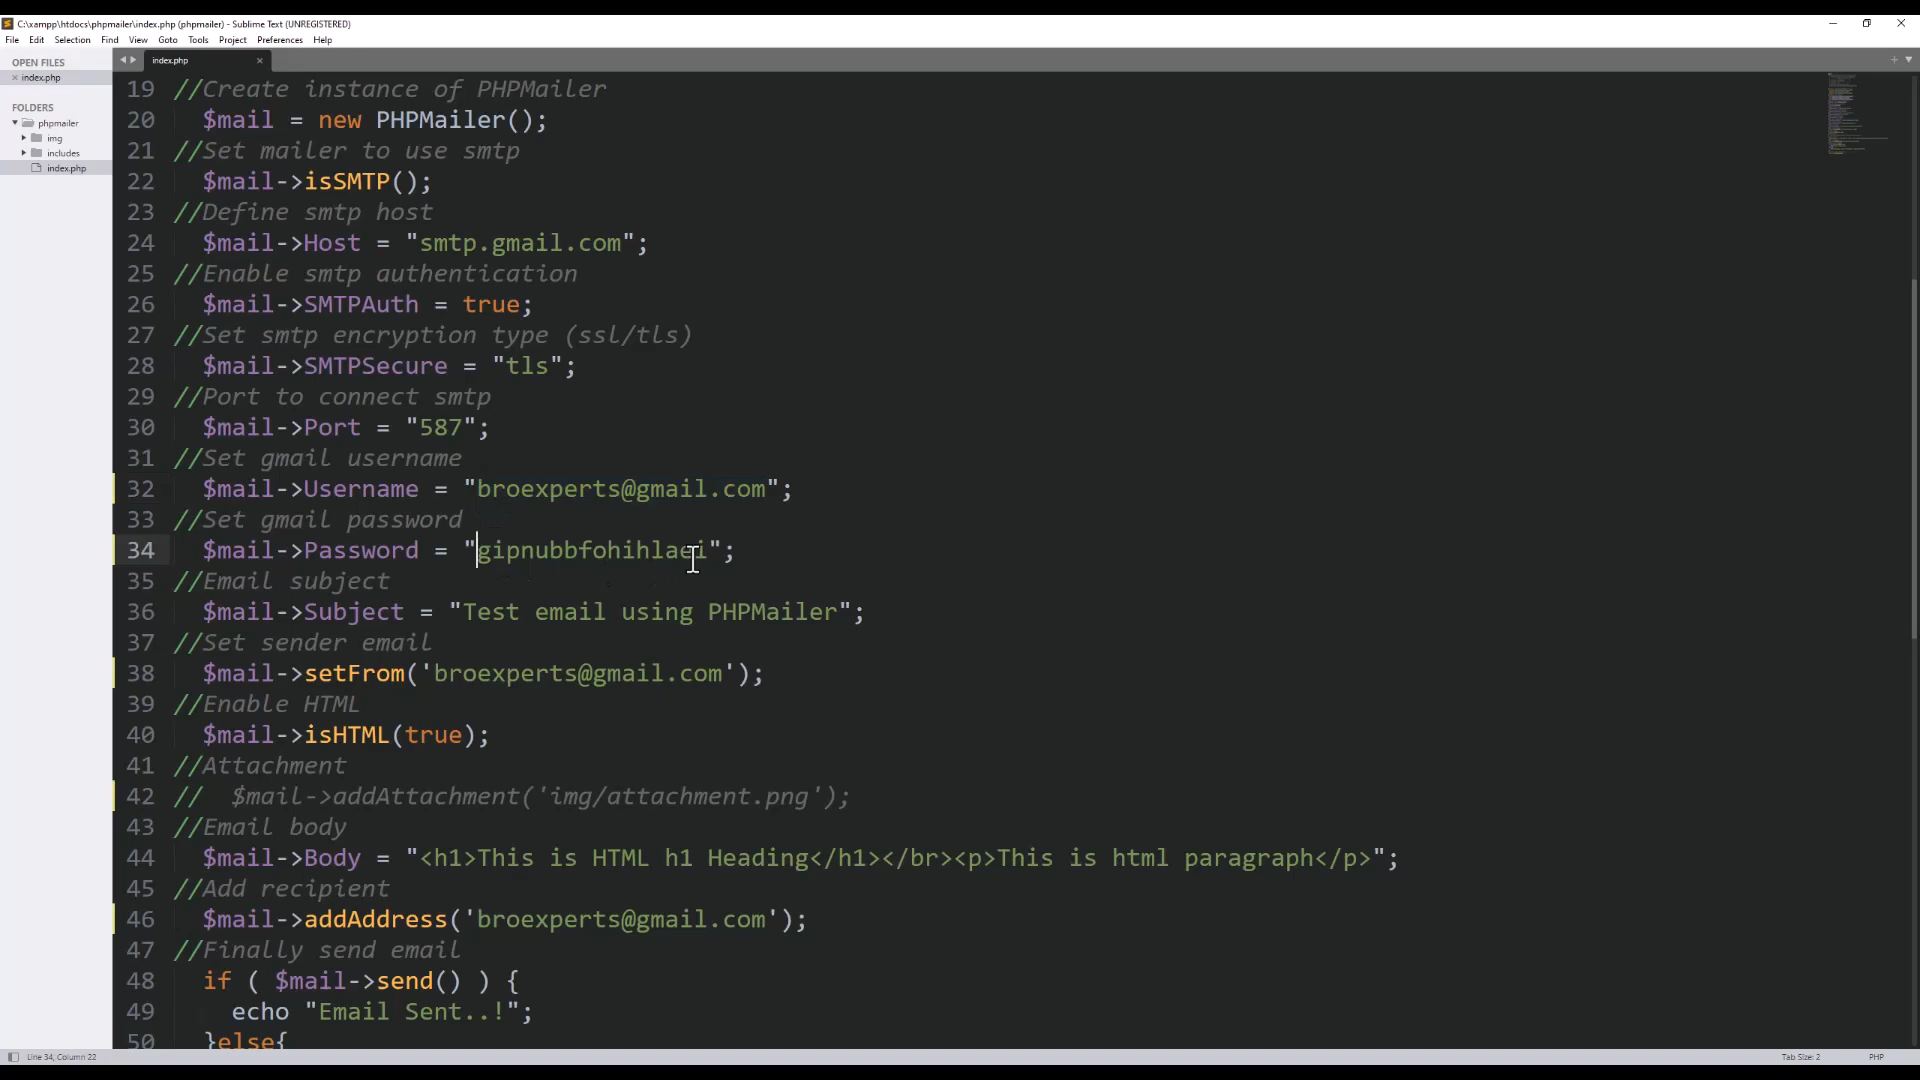 C:\xampp\htdocs\phpmailer\index.php (phpmailer) - Sublime Text (UNREGISTERED)
File Edit Selection Find View Goto Tools Project Preferences Help
OPEN FILES
index.php
FOLDERS
phpmailer
img
includes
index.php
index.php
19 //Create instance of PHPMailer
20 $mail = new PHPMailer();
21 //Set mailer to use smtp
22 $mail->isSMTP();
23 //Define smtp host
24 $mail->Host = "smtp.gmail.com";
25 //Enable smtp authentication
26 $mail->SMTPAuth = true;
27 //Set smtp encryption type (ssl/tls)
28 $mail->SMTPSecure = "tls";
29 //Port to connect smtp
30 $mail->Port = "587";
31 //Set gmail username
32 $mail->Username = "broexperts@gmail.com";
33 //Set gmail password
34 $mail->Password = "gipnubbfohihlaei";
35 //Email subject
36 $mail->Subject = "Test email using PHPMailer";
37 //Set sender email
38 $mail->setFrom('broexperts@gmail.com');
39 //Enable HTML
40 $mail->isHTML(true);
41 //Attachment
42 // $mail->addAttachment('img/attachment.png');
43 //Email body
44 $mail->Body = "<h1>This is HTML h1 Heading</h1></br><p>This is html paragraph</p>";
45 //Add recipient
46 $mail->addAddress('broexperts@gmail.com');
47 //Finally send email
48 if ( $mail->send() ) {
49 echo "Email Sent..!";
50 }else{
Line 34, Column 22
Tab Size: 2
PHP